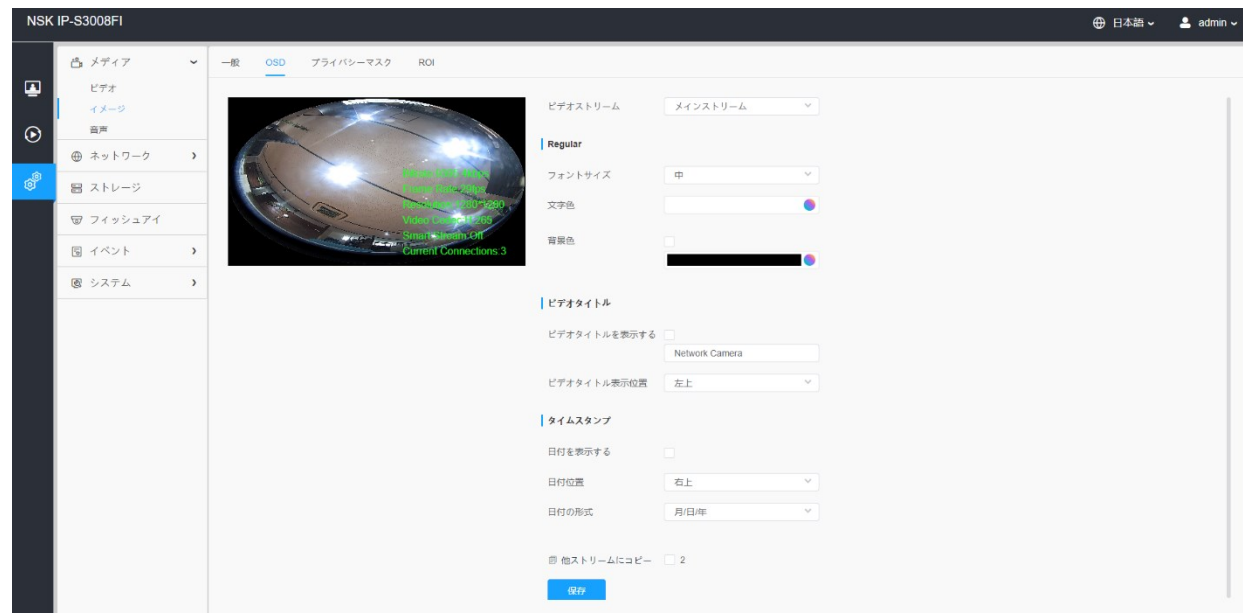 NSK IP-S3008FI
日本語
admin
メディア
ビデオ
イメージ
音声
ネットワーク
ストレージ
フィッシュアイ
イベント
システム
一般 OSD プライバシーマスク ROI
Frame Rate:29fps
Resolution:1280*1280
Video Codec:H.265
Smart Stream:Off
Current Connections:3
ビデオストリーム メインストリーム
Regular
フォントサイズ 中
文字色
背景色
ビデオタイトル
ビデオタイトルを表示する
Network Camera
ビデオタイトル表示位置 左上
タイムスタンプ
日付を表示する
日付位置 右上
日付の形式 月/日/年
他ストリームにコピー 2
保存